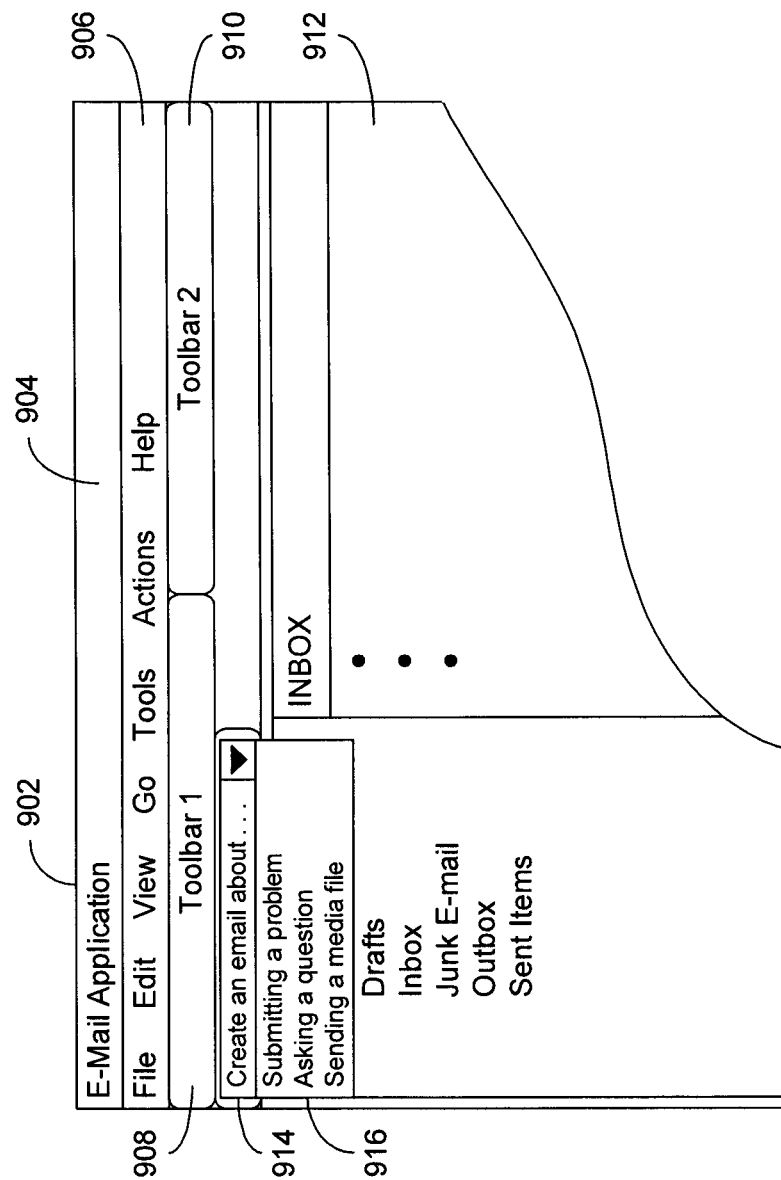 902
904
E-Mail Application
906
File Edit View Go Tools Actions Help
908
Toolbar 1
Toolbar 2
910
914
Create an email about . . .
INBOX
912
916
Submitting a problem
Asking a question
Sending a media file
Drafts
Inbox
Junk E-mail
Outbox
Sent Items